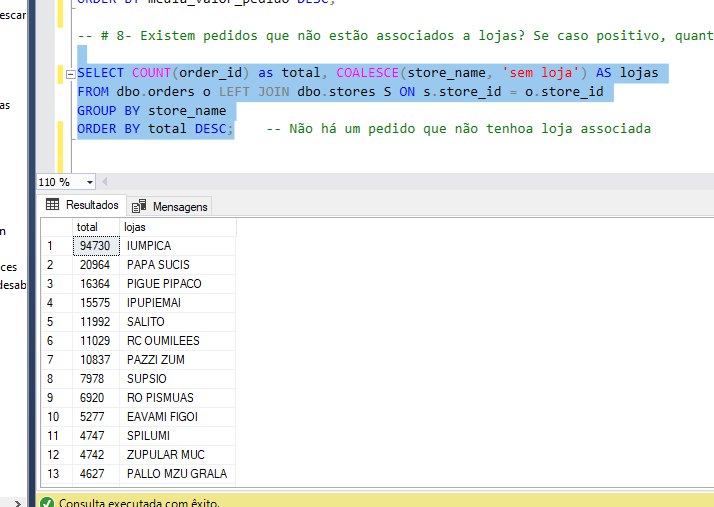 ORDER BY media_valor_pedido DESC;
escar
-- # 8- Existem pedidos que não estão associados a lojas? Se caso positivo, quant
SELECT COUNT(order_id) as total, COALESCE(store_name, 'sem loja') AS lojas
as
FROM dbo.orders o LEFT JOIN dbo.stores S ON s.store_id = o.store_id
GROUP BY store_name
ORDER BY total DESC; -- Não há um pedido que não tenhoa loja associada
110 %
Resultados Mensagens
total lojas
n
1 94730 IUMPICA
2 20964 PAPA SUCIS
ces
3 16364 PIGUE PIPACO
desab
4 15575 IPUPIEMAI
5 11992 SALITO
6 11029 RC OUMILEES
7 10837 PAZZI ZUM
8 7978 SUPSIO
9 6920 RO PISMUAS
10 5277 EAVAMI FIGOI
11 4747 SPILUMI
12 4742 ZUPULAR MUC
13 4627 PALLO MZU GRALA
Consulta executada com êxito.